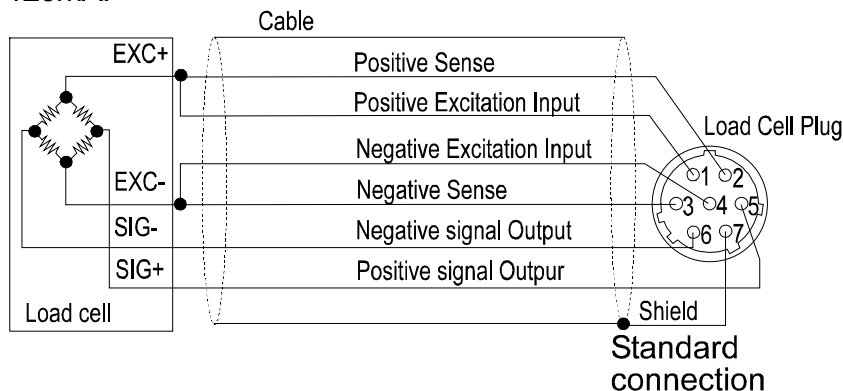 Cable
EXC+
Positive Sense
Positive Excitation Input
Load Cell Plug
Negative Excitation Input
1 2
EXC-
Negative Sense
3 4 5
SIG-
Negative signal Output
6 7
SIG+
Positive signal Outpur
Load cell
Shield
Standard
connection